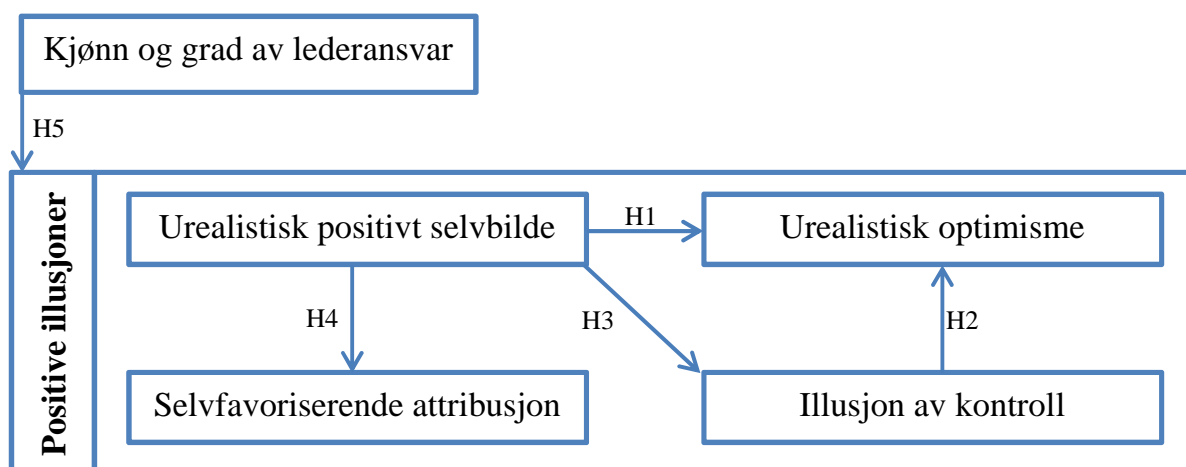 Kjønn og grad av lederansvar
H5
Positive illusjoner
Urealistisk positivt selvbilde
H1
Urealistisk optimisme
H4
H3
H2
Selvfavoriserende attribusjon
Illusjon av kontroll